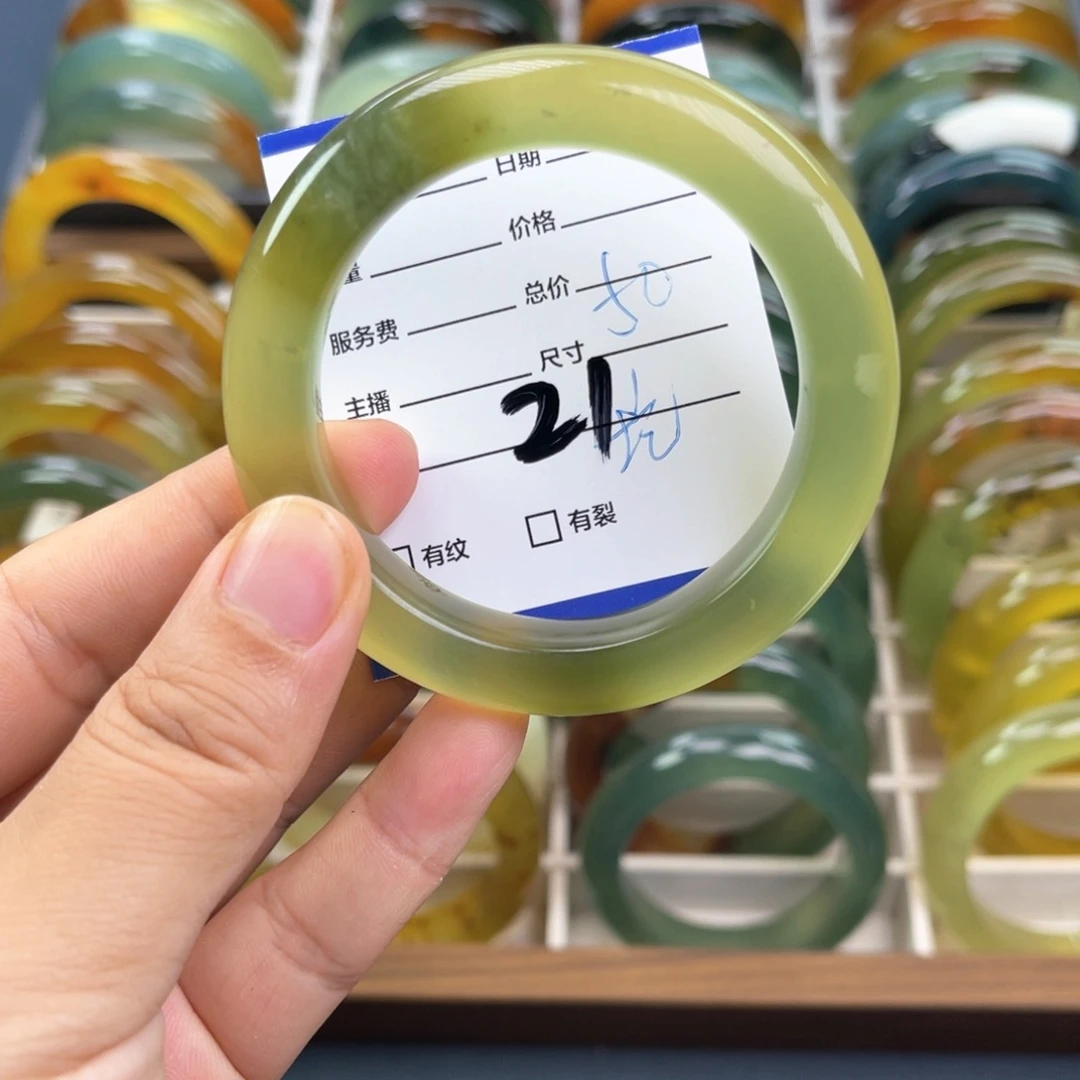 日期
量 价格
服务费 总价 50
主播 尺寸
21
有纹 有裂